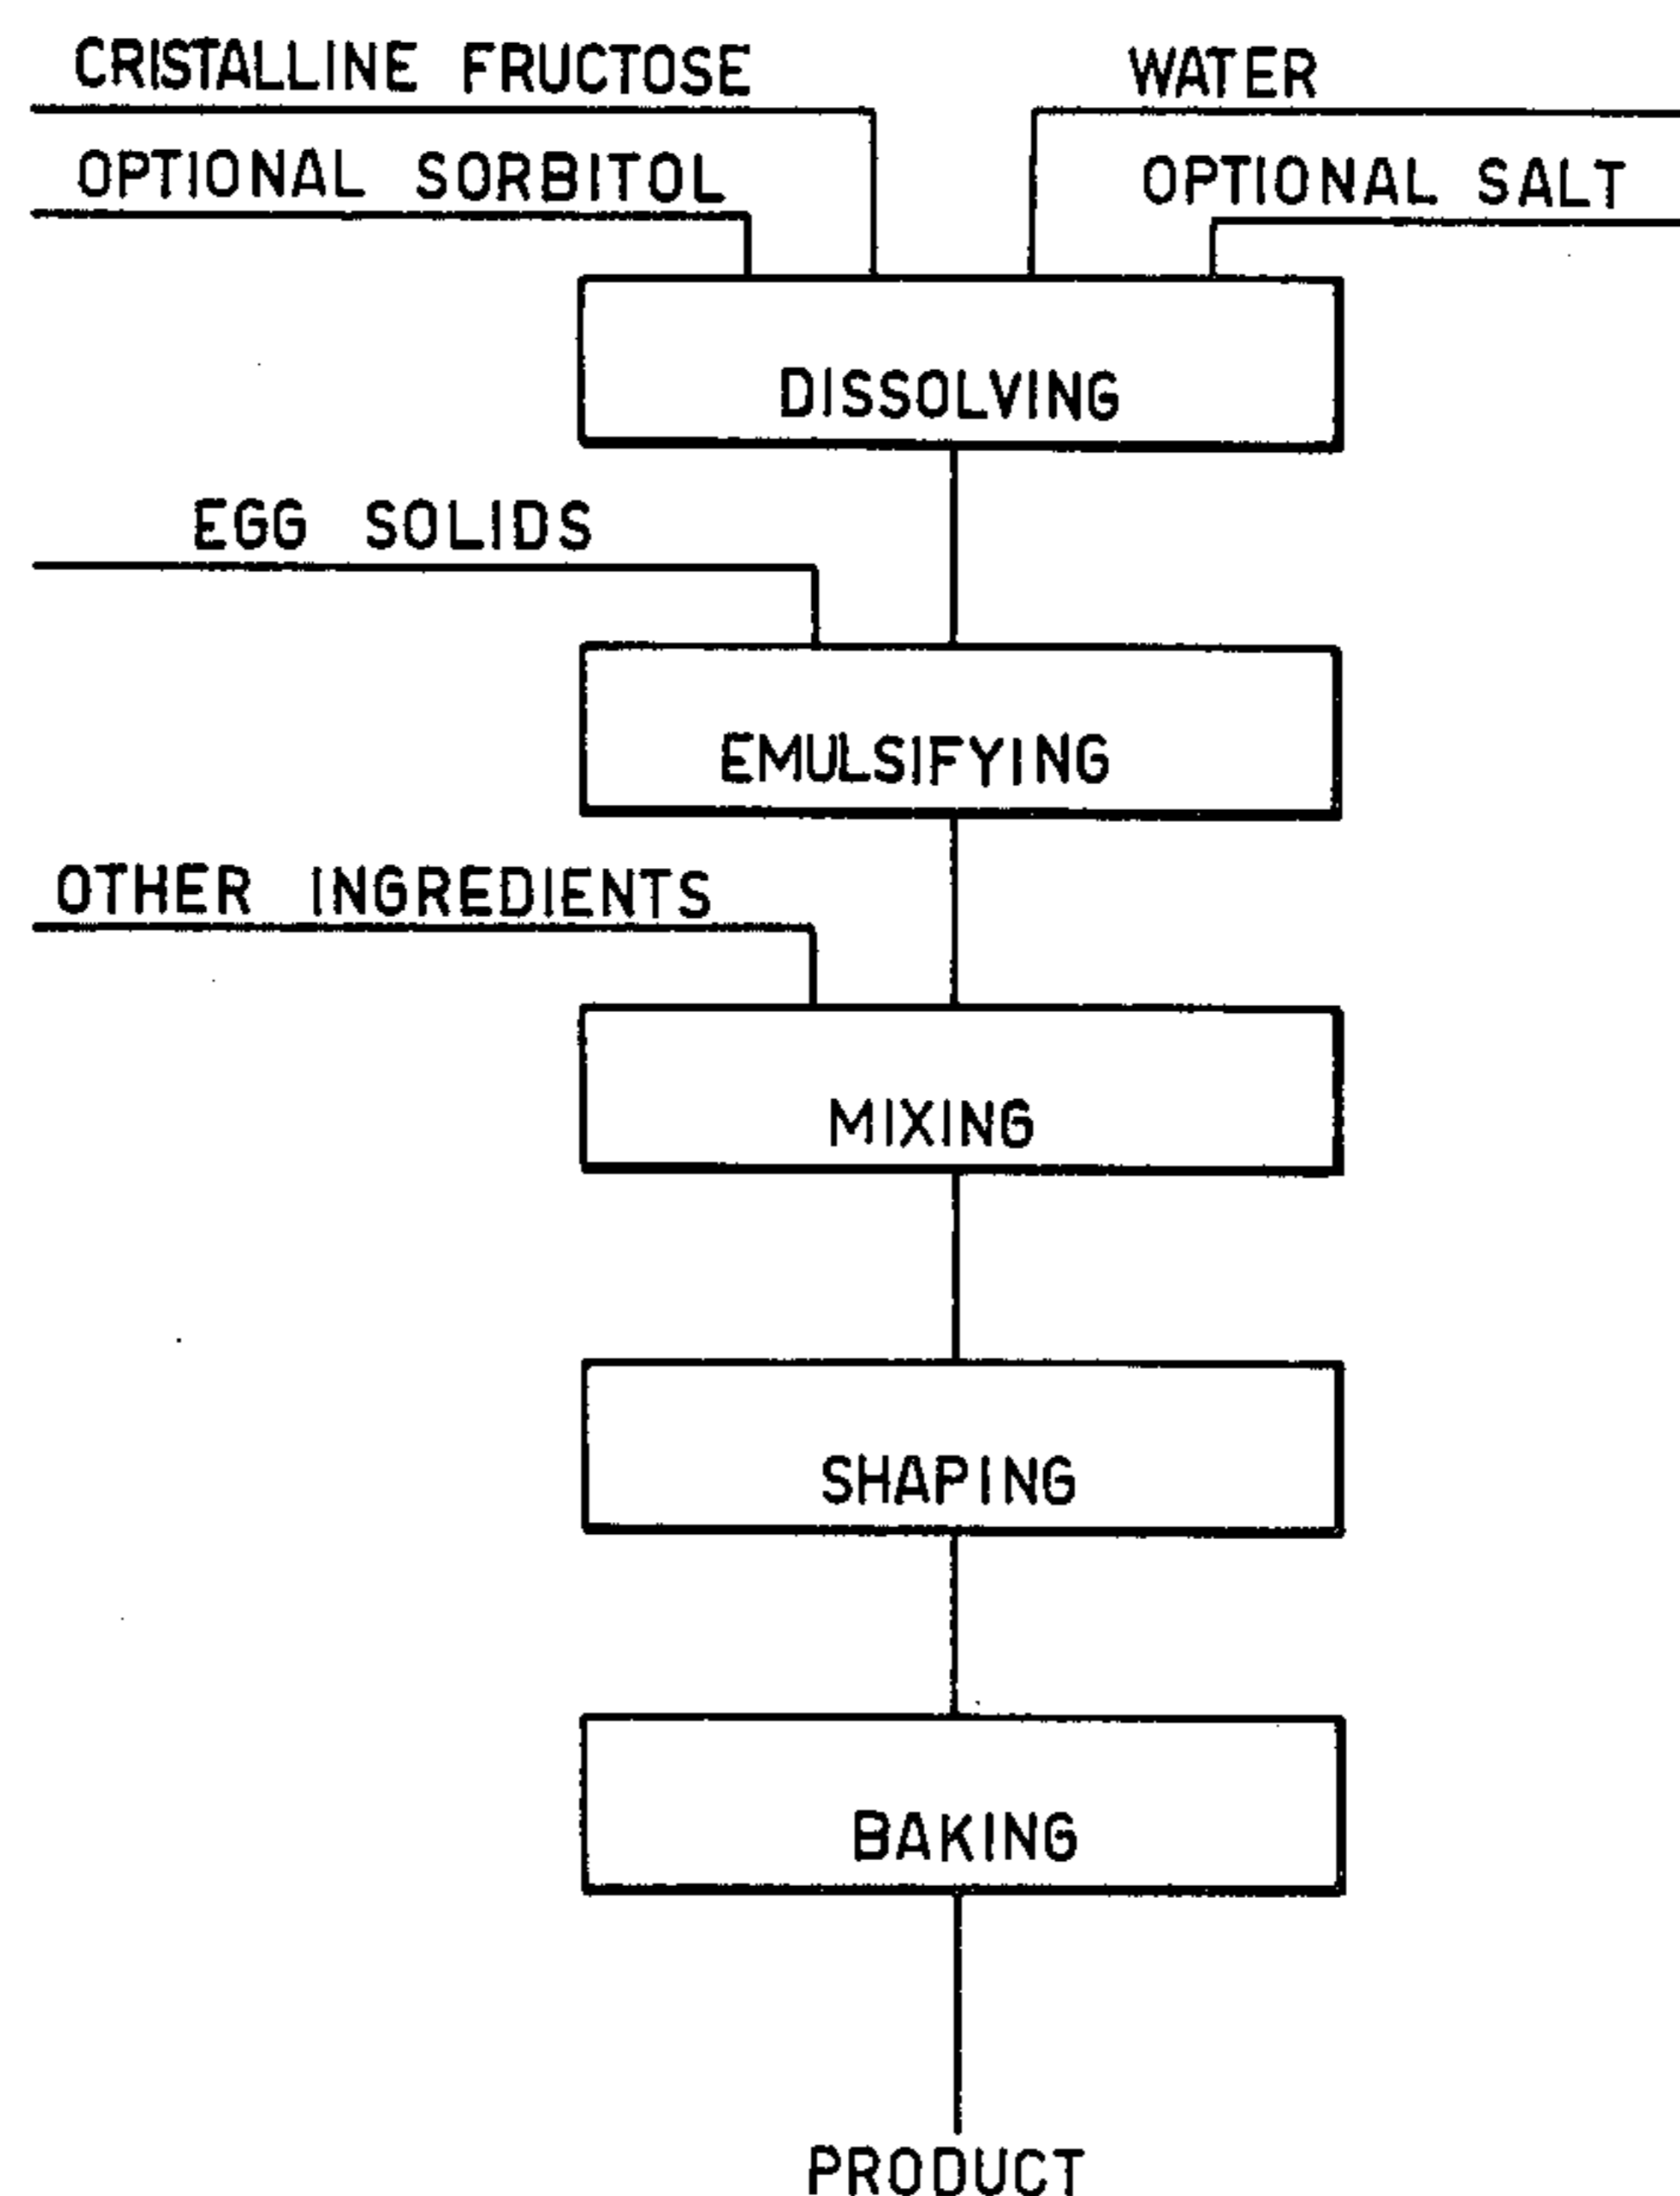 CRISTALLINE FRUCTOSE
WATER
OPTIONAL SORBITOL
OPTIONAL SALT
DISSOLVING
EGG SOLIDS
EMULSIFYING
OTHER INGREDIENTS
MIXING
SHAPING
BAKING
PRODUCT